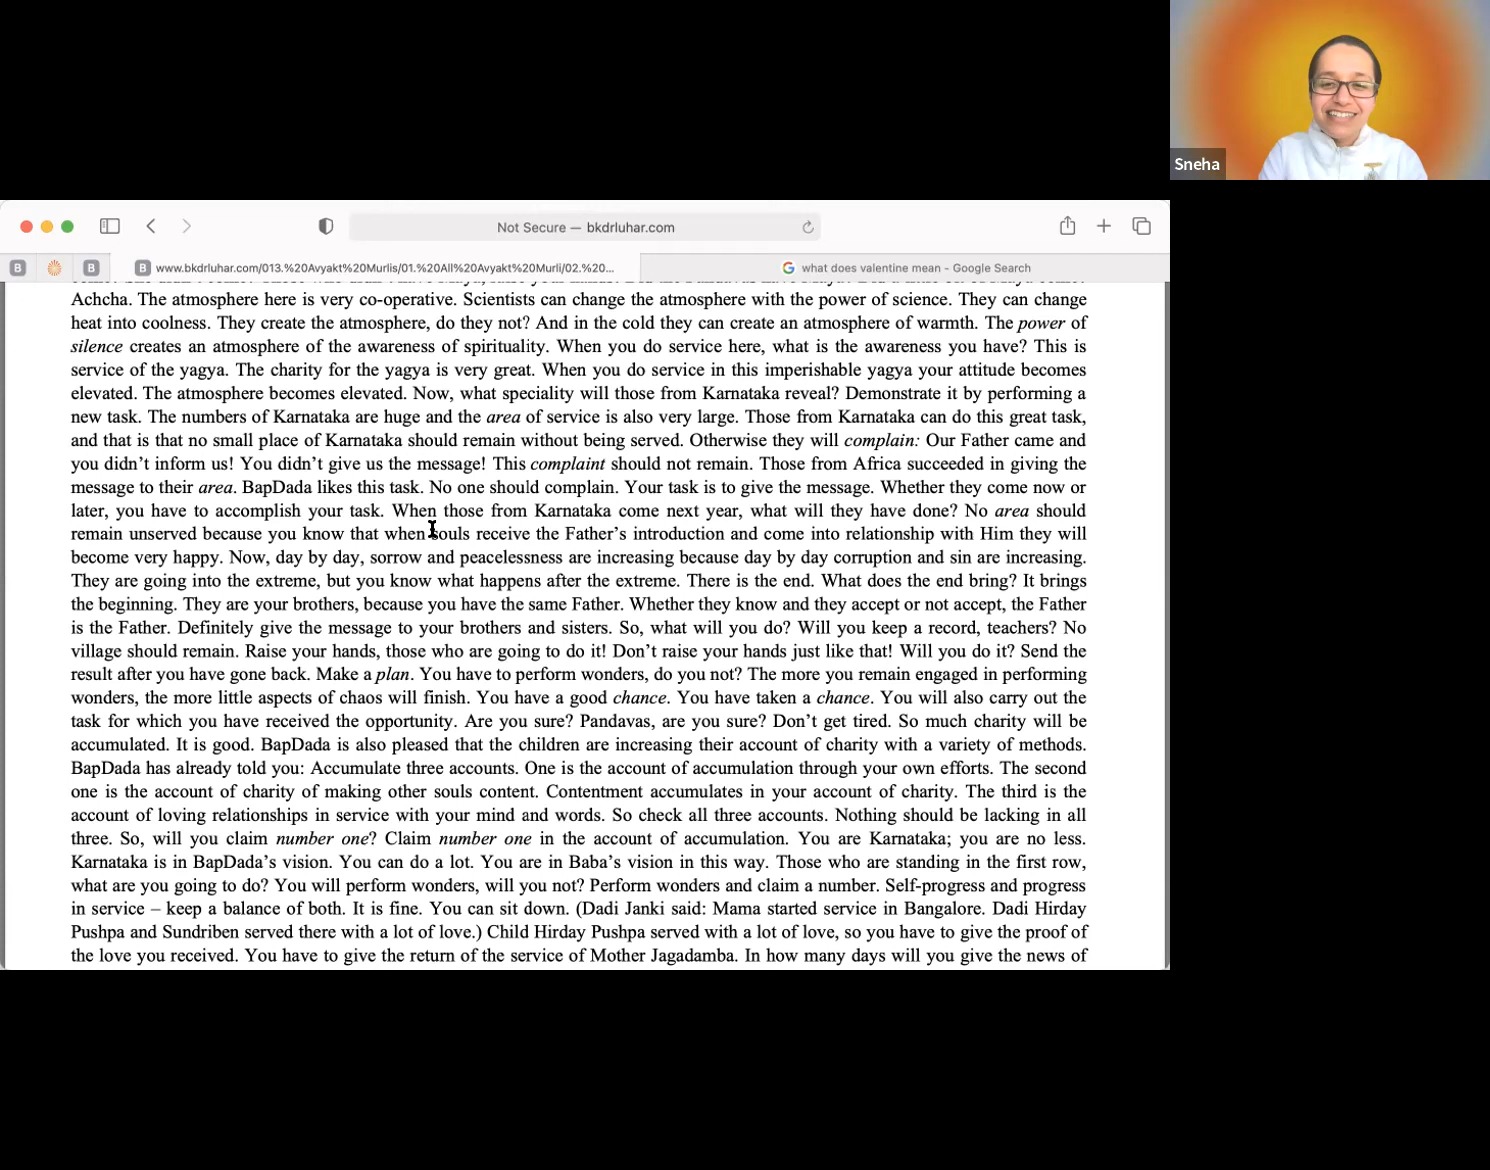 Sneha
Not Secure — bkdrluhar.com
www.bkdrluhar.com/013.%20Avyakt%20Murlis/01.%20All%20Avyakt%20Murli/02.%20...
what does valentine mean - Google Search
Achcha. The atmosphere here is very co-operative. Scientists can change the atmosphere with the power of science. They can change
heat into coolness. They create the atmosphere, do they not? And in the cold they can create an atmosphere of warmth. The power of
silence creates an atmosphere of the awareness of spirituality. When you do service here, what is the awareness you have? This is
service of the yagya. The charity for the yagya is very great. When you do service in this imperishable yagya your attitude becomes
elevated. The atmosphere becomes elevated. Now, what speciality will those from Karnataka reveal? Demonstrate it by performing a
new task. The numbers of Karnataka are huge and the area of service is also very large. Those from Karnataka can do this great task,
and that is that no small place of Karnataka should remain without being served. Otherwise they will complain: Our Father came and
you didn’t inform us! You didn’t give us the message! This complaint should not remain. Those from Africa succeeded in giving the
message to their area. BapDada likes this task. No one should complain. Your task is to give the message. Whether they come now or
later, you have to accomplish your task. When those from Karnataka come next year, what will they have done? No area should
remain unserved because you know that when souls receive the Father’s introduction and come into relationship with Him they will
become very happy. Now, day by day, sorrow and peacelessness are increasing because day by day corruption and sin are increasing.
They are going into the extreme, but you know what happens after the extreme. There is the end. What does the end bring? It brings
the beginning. They are your brothers, because you have the same Father. Whether they know and they accept or not accept, the Father
is the Father. Definitely give the message to your brothers and sisters. So, what will you do? Will you keep a record, teachers? No
village should remain. Raise your hands, those who are going to do it! Don’t raise your hands just like that! Will you do it? Send the
result after you have gone back. Make a plan. You have to perform wonders, do you not? The more you remain engaged in performing
wonders, the more little aspects of chaos will finish. You have a good chance. You have taken a chance. You will also carry out the
task for which you have received the opportunity. Are you sure? Pandavas, are you sure? Don’t get tired. So much charity will be
accumulated. It is good. BapDada is also pleased that the children are increasing their account of charity with a variety of methods.
BapDada has already told you: Accumulate three accounts. One is the account of accumulation through your own efforts. The second
one is the account of charity of making other souls content. Contentment accumulates in your account of charity. The third is the
account of loving relationships in service with your mind and words. So check all three accounts. Nothing should be lacking in all
three. So, will you claim number one? Claim number one in the account of accumulation. You are Karnataka; you are no less.
Karnataka is in BapDada’s vision. You can do a lot. You are in Baba’s vision in this way. Those who are standing in the first row,
what are you going to do? You will perform wonders, will you not? Perform wonders and claim a number. Self-progress and progress
in service – keep a balance of both. It is fine. You can sit down. (Dadi Janki said: Mama started service in Bangalore. Dadi Hirday
Pushpa and Sundriben served there with a lot of love.) Child Hirday Pushpa served with a lot of love, so you have to give the proof of
the love you received. You have to give the return of the service of Mother Jagadamba. In how many days will you give the news of